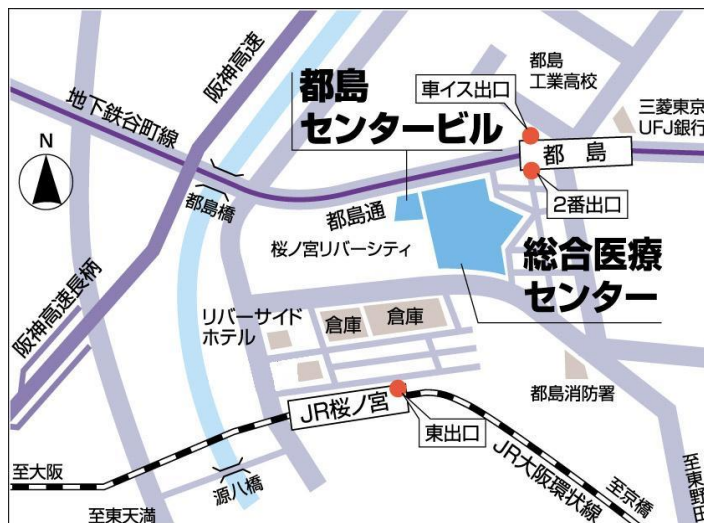 阪神高速
都島
工業高校
都島
センタービル
車イス出口
地下鉄谷町線
三菱東京
UFJ銀行
N
都島
2番出口
都島橋
都島通
桜ノ宮リバーシティ
総合医療
センター
阪神高速長柄
リバーサイド
ホテル
倉庫
倉庫
都島消防署
JR桜ノ宮
東出口
JR大阪環状線
至大阪
源八橋
至京橋
至東野田
至東天満